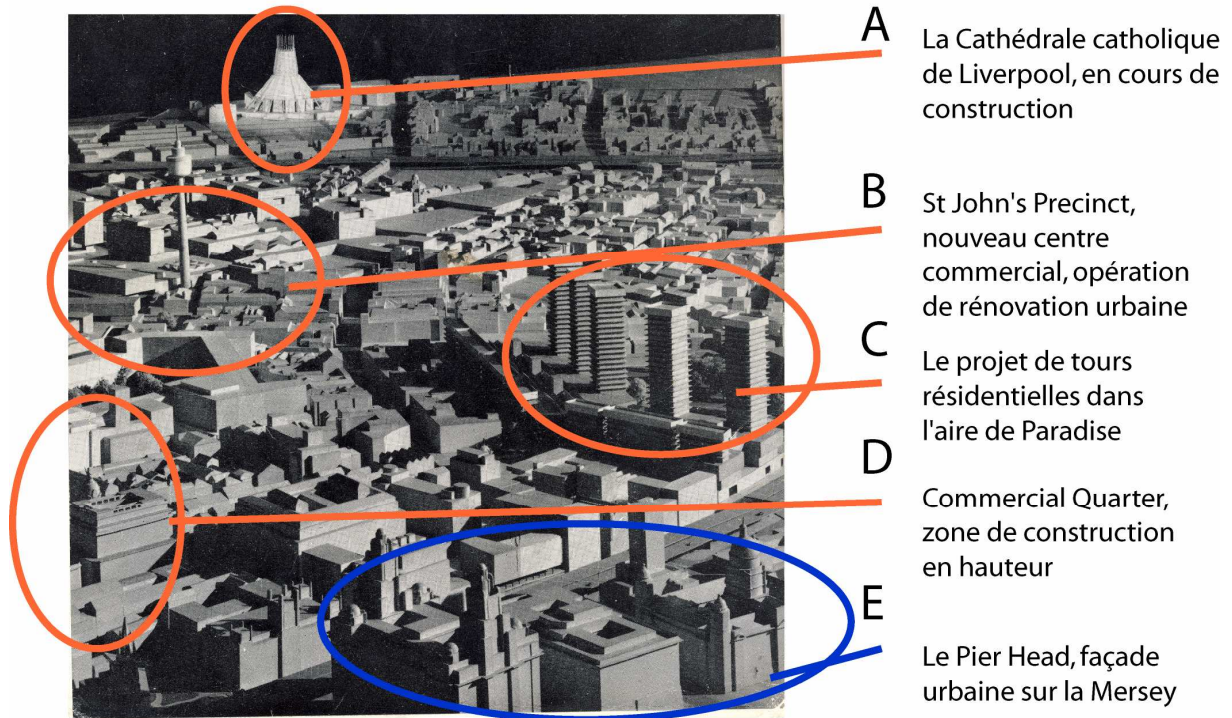 A
La Cathédrale catholique
de Liverpool, en cours de
construction
B
St John's Precinct,
nouveau centre
commercial, opération
de rénovation urbaine
C
Le projet de tours
résidentielles dans
l'aire de Paradise
D
Commercial Quarter,
zone de construction
en hauteur
E
Le Pier Head, façade
urbaine sur la Mersey